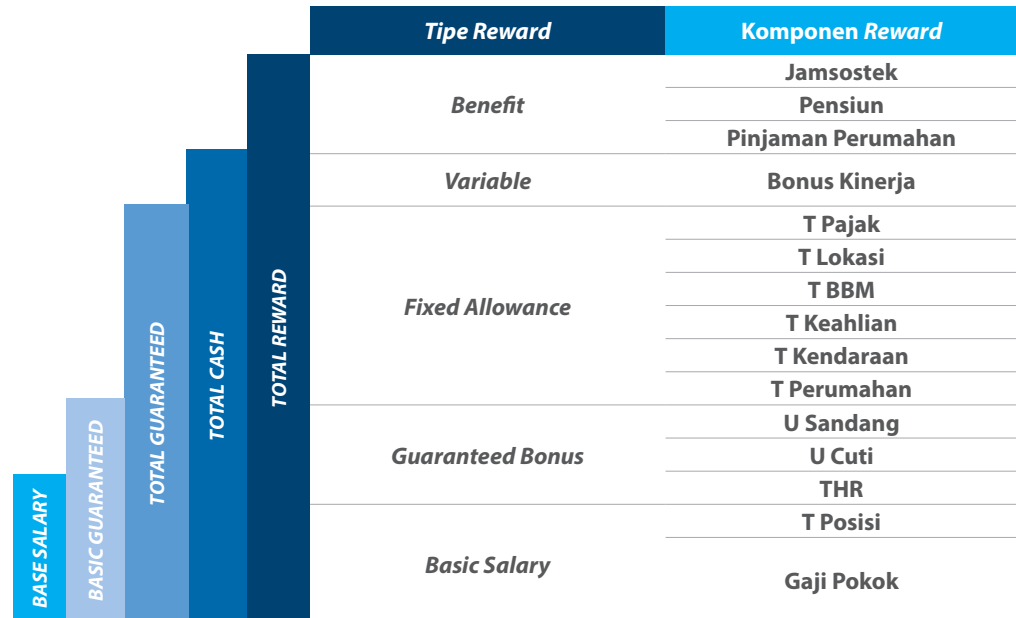 Tipe Reward
Komponen Reward
Benefit
Jamsostek
Pensiun
Pinjaman Perumahan
Variable
Bonus Kinerja
Fixed Allowance
T Pajak
T Lokasi
T BBM
T Keahlian
T Kendaraan
T Perumahan
Guaranteed Bonus
U Sandang
U Cuti
THR
Basic Salary
T Posisi
Gaji Pokok
BASE SALARY
BASIC GUARANTEED
TOTAL GUARANTEED
TOTAL CASH
TOTAL REWARD